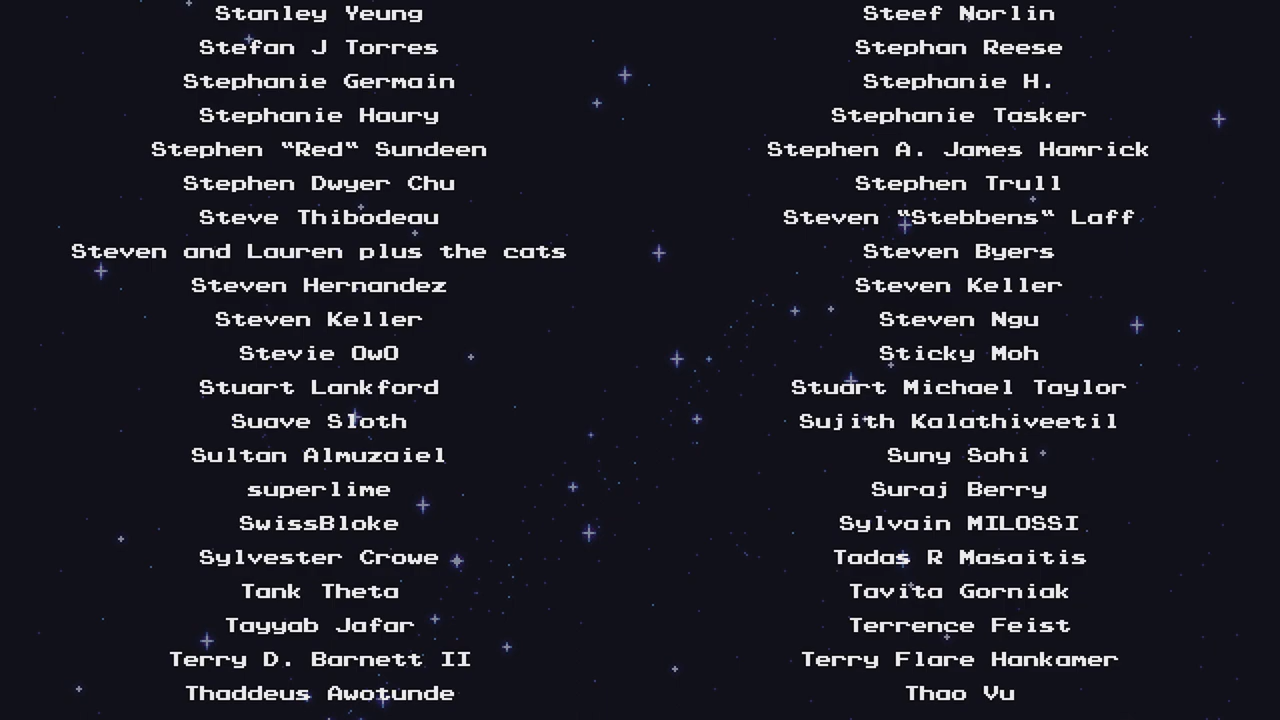 Stanley Yeung
Steef Norlin
Stefan J Torres
Stephan Reese
Stephanie Germain
Stephanie H.
Stephanie Haury
Stephanie Tasker
Stephen "Red" Sundeen
Stephen A. James Hamrick
Stephen Dwyer Chu
Stephen Trull
Steve Thibodeau
Steven "Stebbens" Laff
Steven and Lauren plus the cats
Steven Byers
Steven Hernandez
Steven Keller
Steven Keller
Steven Ngu
Stevie OwO
Sticky Moh
Stuart Lankford
Stuart Michael Taylor
Suave Sloth
Sujith Kalathiveetil
Sultan Almuzaiel
Suny Sohi
superlime
Suraj Berry
SwissBloke
Sylvain MILOSSI
Sylvester Crowe
Tadas R Masaitis
Tank Theta
Tavita Gorniak
Tayyab Jafar
Terrence Feist
Terry D. Barnett II
Terry Flare Hankamer
Thaddeus Awotunde
Thao Vu